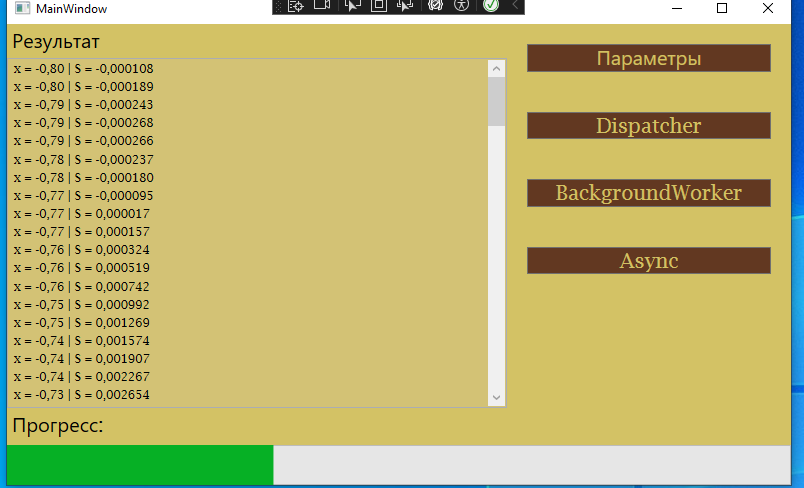 MainWindow
Результат
x = -0,80 | S = -0,000108
x = -0,80 | S = -0,000189
x = -0,79 | S = -0,000243
x = -0,79 | S = -0,000268
x = -0,79 | S = -0,000266
x = -0,78 | S = -0,000237
x = -0,78 | S = -0,000180
x = -0,77 | S = -0,000095
x = -0,77 | S = 0,000017
x = -0,77 | S = 0,000157
x = -0,76 | S = 0,000324
x = -0,76 | S = 0,000519
x = -0,76 | S = 0,000742
x = -0,75 | S = 0,000992
x = -0,75 | S = 0,001269
x = -0,74 | S = 0,001574
x = -0,74 | S = 0,001907
x = -0,74 | S = 0,002267
x = -0,73 | S = 0,002654
Параметры
Dispatcher
BackgroundWorker
Async
Прогресс: